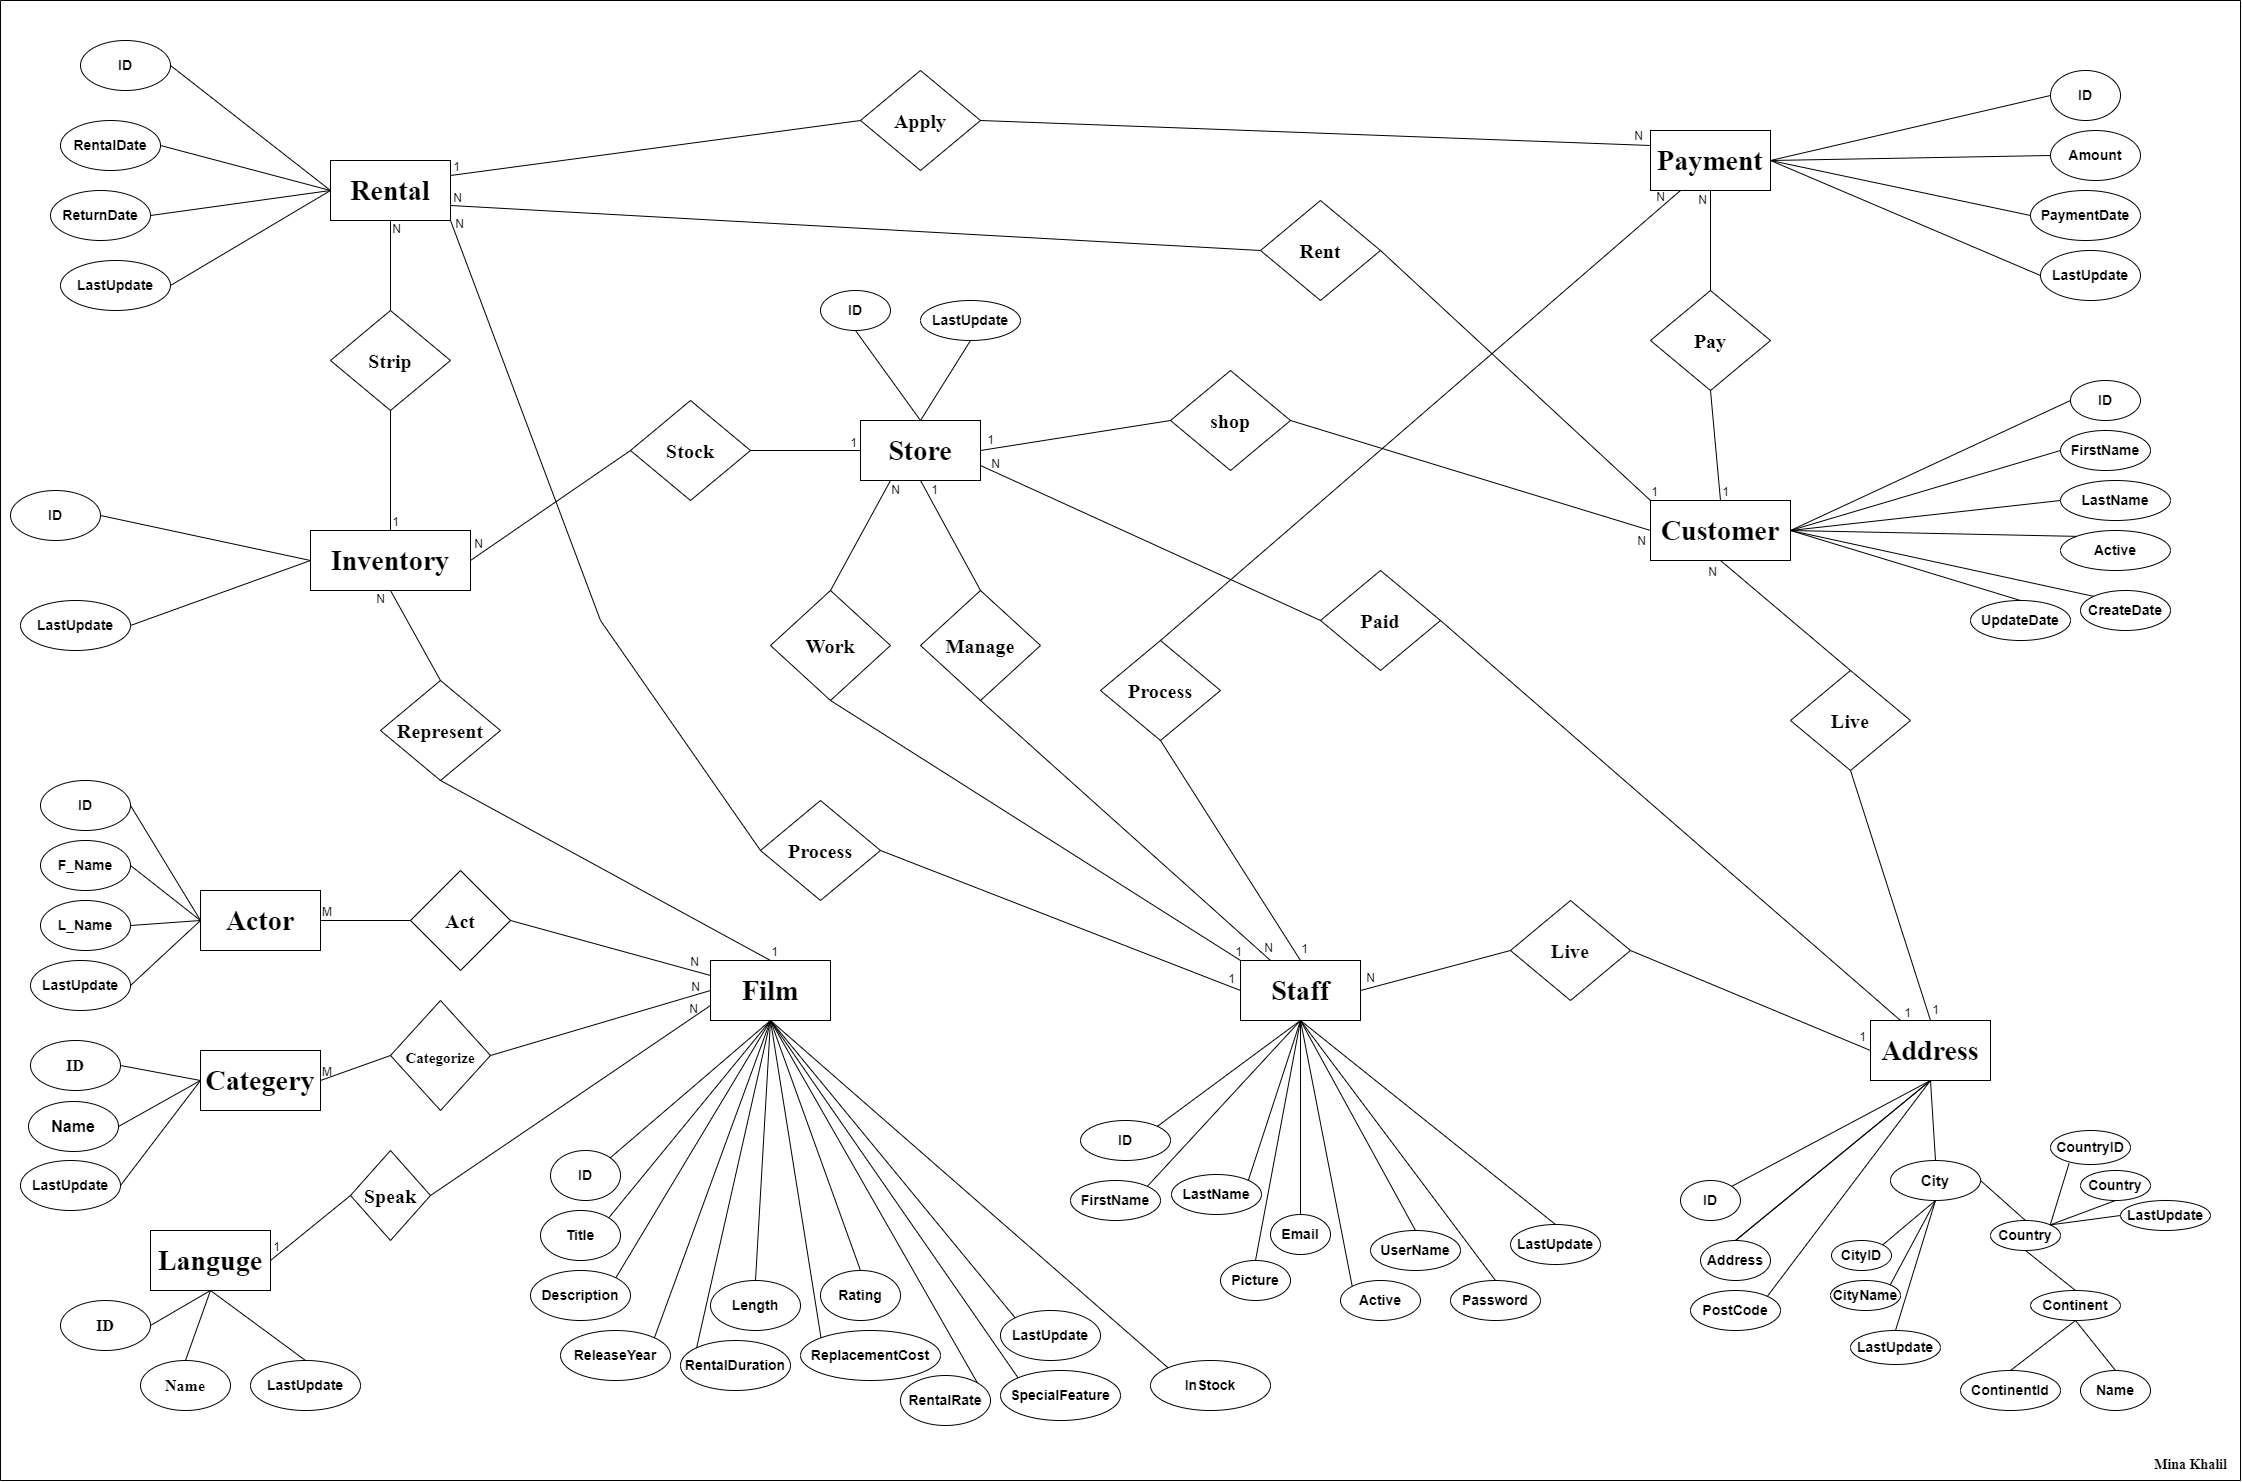 ID
RentalDate
ReturnDate
LastUpdate
Rental
1
N
N
N
Apply
N
Payment
N
N
ID
Amount
PaymentDate
LastUpdate
Rent
Strip
Pay
ID
LastUpdate
Store
1
1
N
N
1
Stock
shop
ID
FirstName
LastName
Active
CreateDate
UpdateDate
1
1
Customer
N
N
ID
LastUpdate
1
Inventory
N
N
Work
Manage
Process
Paid
Live
Represent
Process
ID
F_Name
L_Name
LastUpdate
Actor
M
Act
N
N
N
1
Film
1
1
N
1
Staff
N
Live
1
1
1
Address
ID
Name
LastUpdate
Categery
M
Categorize
Speak
Languge
1
ID
Name
LastUpdate
ID
Title
Description
ReleaseYear
RentalDuration
Length
Rating
ReplacementCost
RentalRate
SpecialFeature
LastUpdate
InStock
ID
FirstName
LastName
Picture
Email
Active
UserName
Password
LastUpdate
ID
Address
PostCode
City
CityID
CityName
LastUpdate
CountryID
Country
LastUpdate
Country
Continent
ContinentId
Name
Mina Khalil